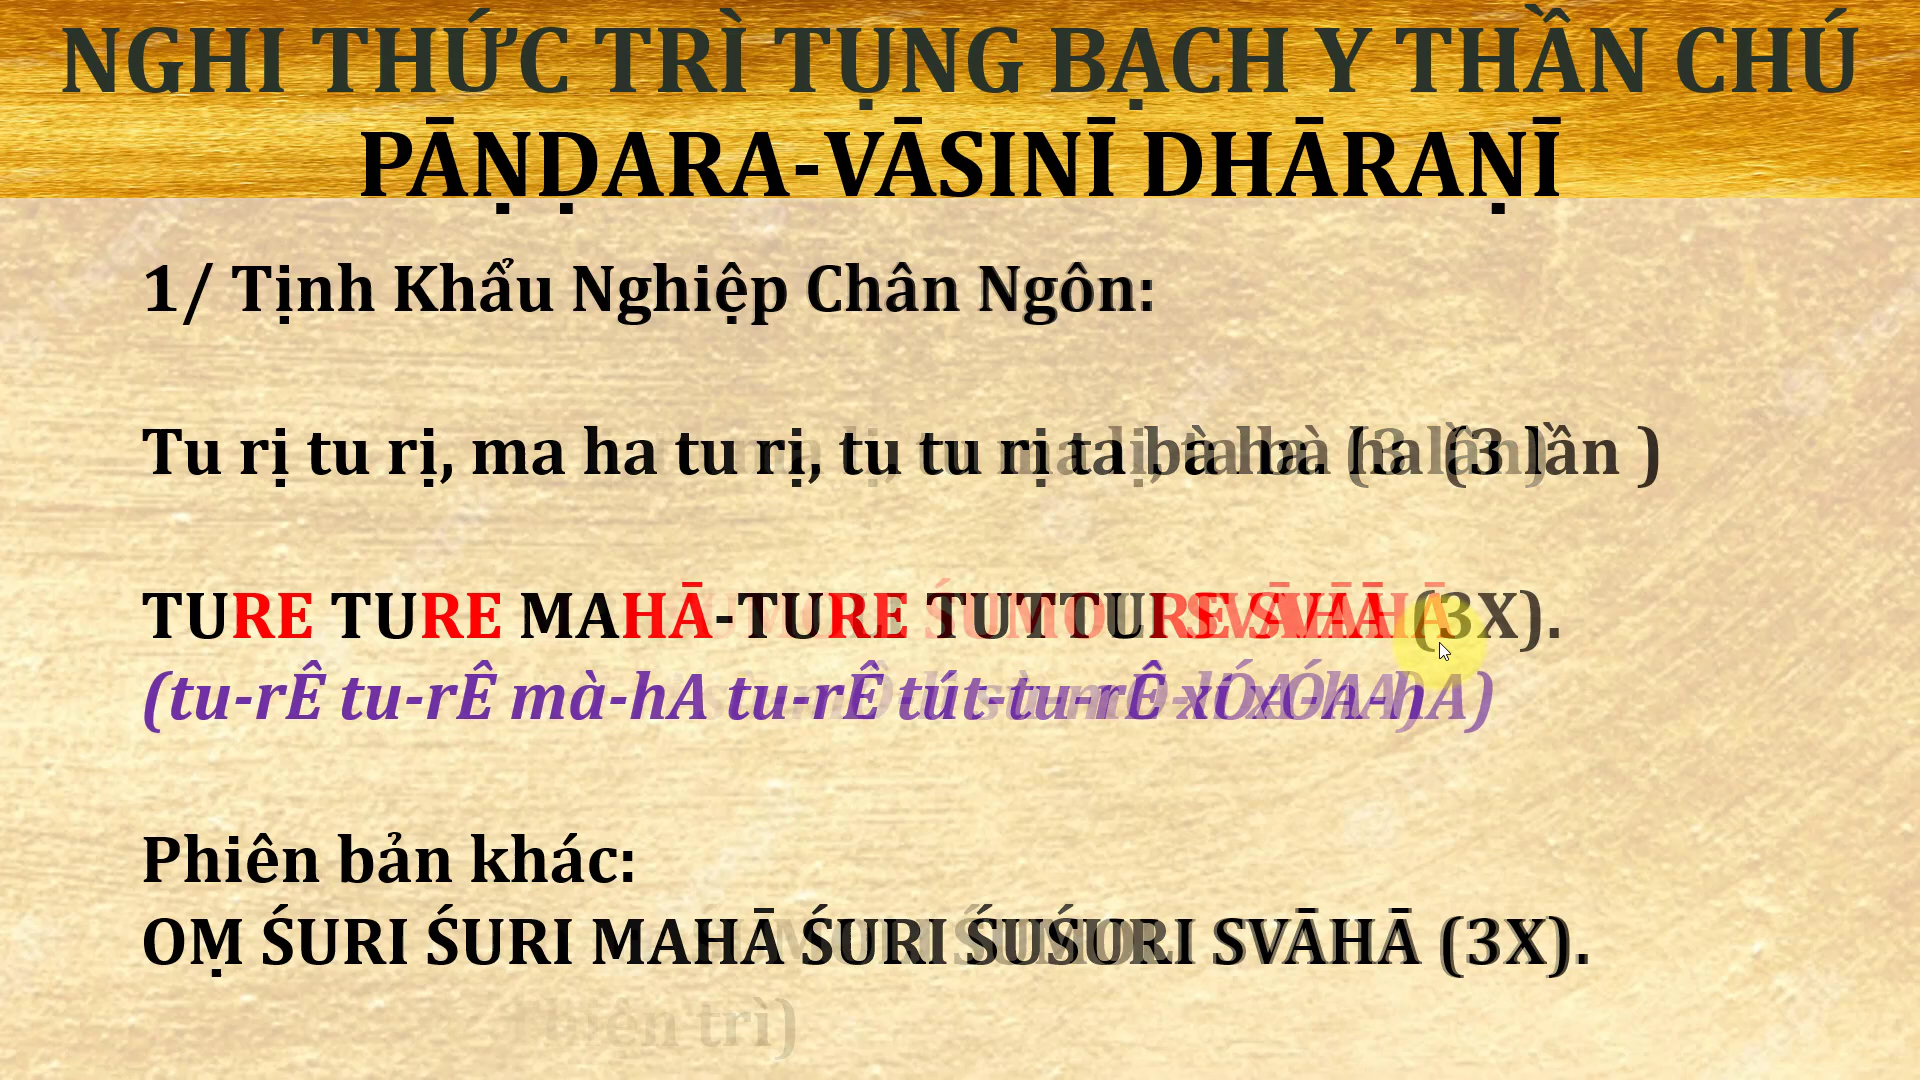 NGHI THỨC TRÌ TỤNG BẠCH Y THẦN CHÚ
PĀṆḌARA-VĀSINĪ DHĀRAṆĪ
1/ Tịnh Khẩu Nghiệp Chân Ngôn:
Tu rị tu rị, ma ha tu rị, tu tu rị ta bà ha. (3 lần)
TURE TURE MAHĀ-TURE TUTTURE SVĀHĀ (3X).
(tu-rÊ tu-rÊ mà-hA tu-rÊ tút-tu-rÊ xÓA-hA)
Phiên bản khác:
OṂ ŚURI ŚURI MAHĀ ŚURI ŚUŚURI SVĀHĀ (3X).
trì)